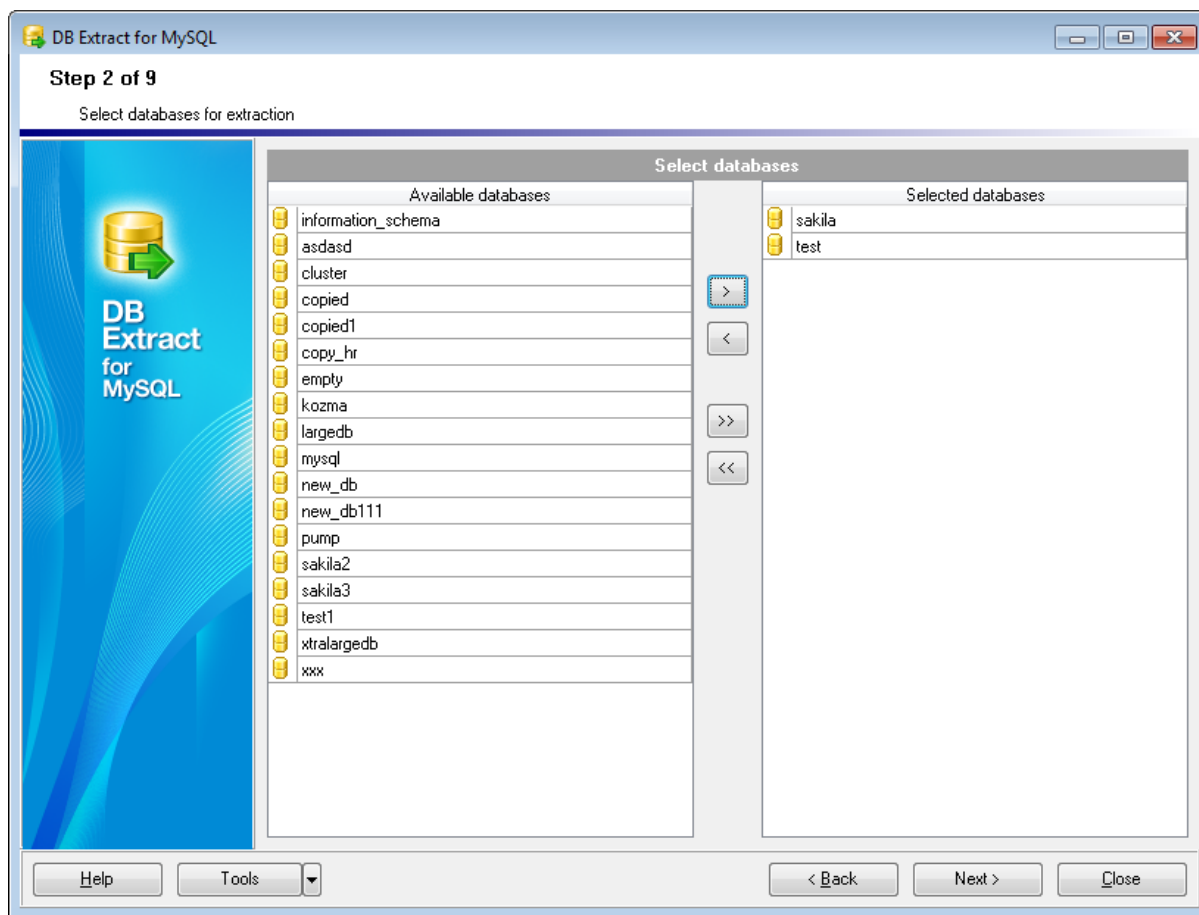 DB Extract for MySQL
Step 2 of 9
Select databases for extraction
DB
Extract
for
MySQL
Select databases
Available databases
information_schema
asdasd
cluster
copied
copied1
copy_hr
empty
kozma
largedb
mysql
new_db
new_db111
pump
sakila2
sakila3
test1
xtralargedb
xxx
>
<
>>
<<
Selected databases
sakila
test
Help
Tools
< Back
Next >
Close